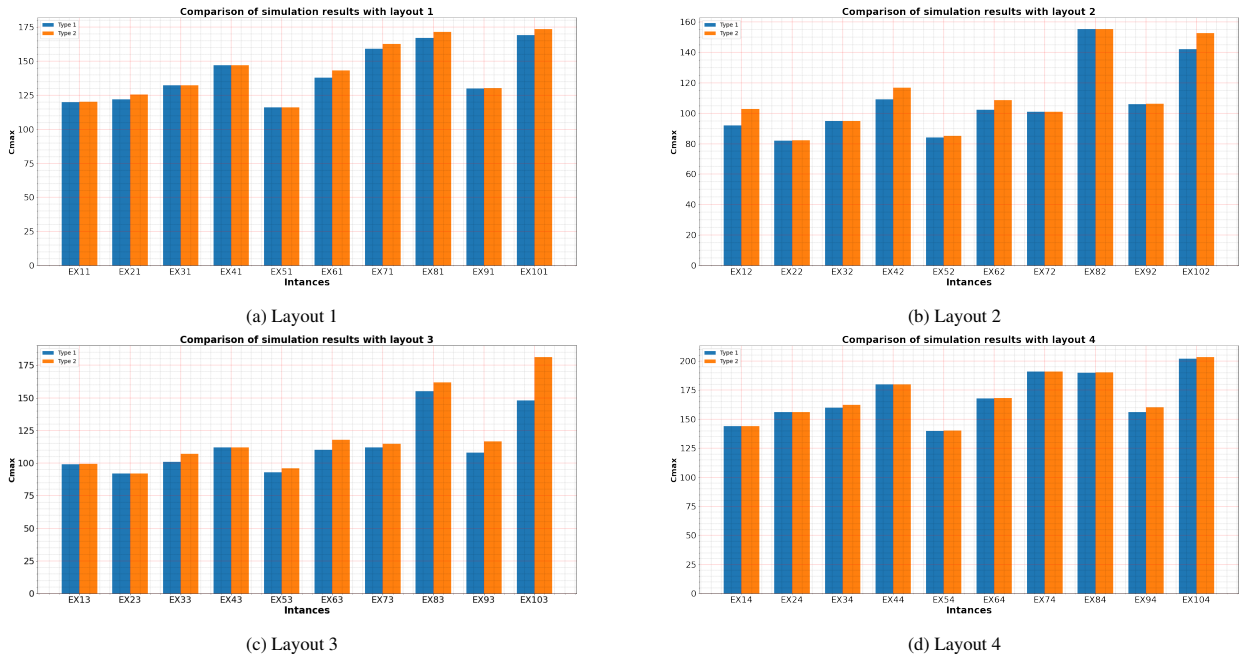 Comparison of simulation results with layout 1
Type 1
Type 2
175
150
125
100
75
50
25
0
Cmax
EX11 EX21 EX31 EX41 EX51 EX61 EX71 EX81 EX91 EX101
Intances
(a) Layout 1
Comparison of simulation results with layout 2
Type 1
Type 2
160
140
120
100
80
60
40
20
0
Cmax
EX12 EX22 EX32 EX42 EX52 EX62 EX72 EX82 EX92 EX102
Intances
(b) Layout 2
Comparison of simulation results with layout 3
Type 1
Type 2
175
150
125
100
75
50
25
0
Cmax
EX13 EX23 EX33 EX43 EX53 EX63 EX73 EX83 EX93 EX103
Intances
(c) Layout 3
Comparison of simulation results with layout 4
Type 1
Type 2
200
175
150
125
100
75
50
25
0
Cmax
EX14 EX24 EX34 EX44 EX54 EX64 EX74 EX84 EX94 EX104
Intances
(d) Layout 4